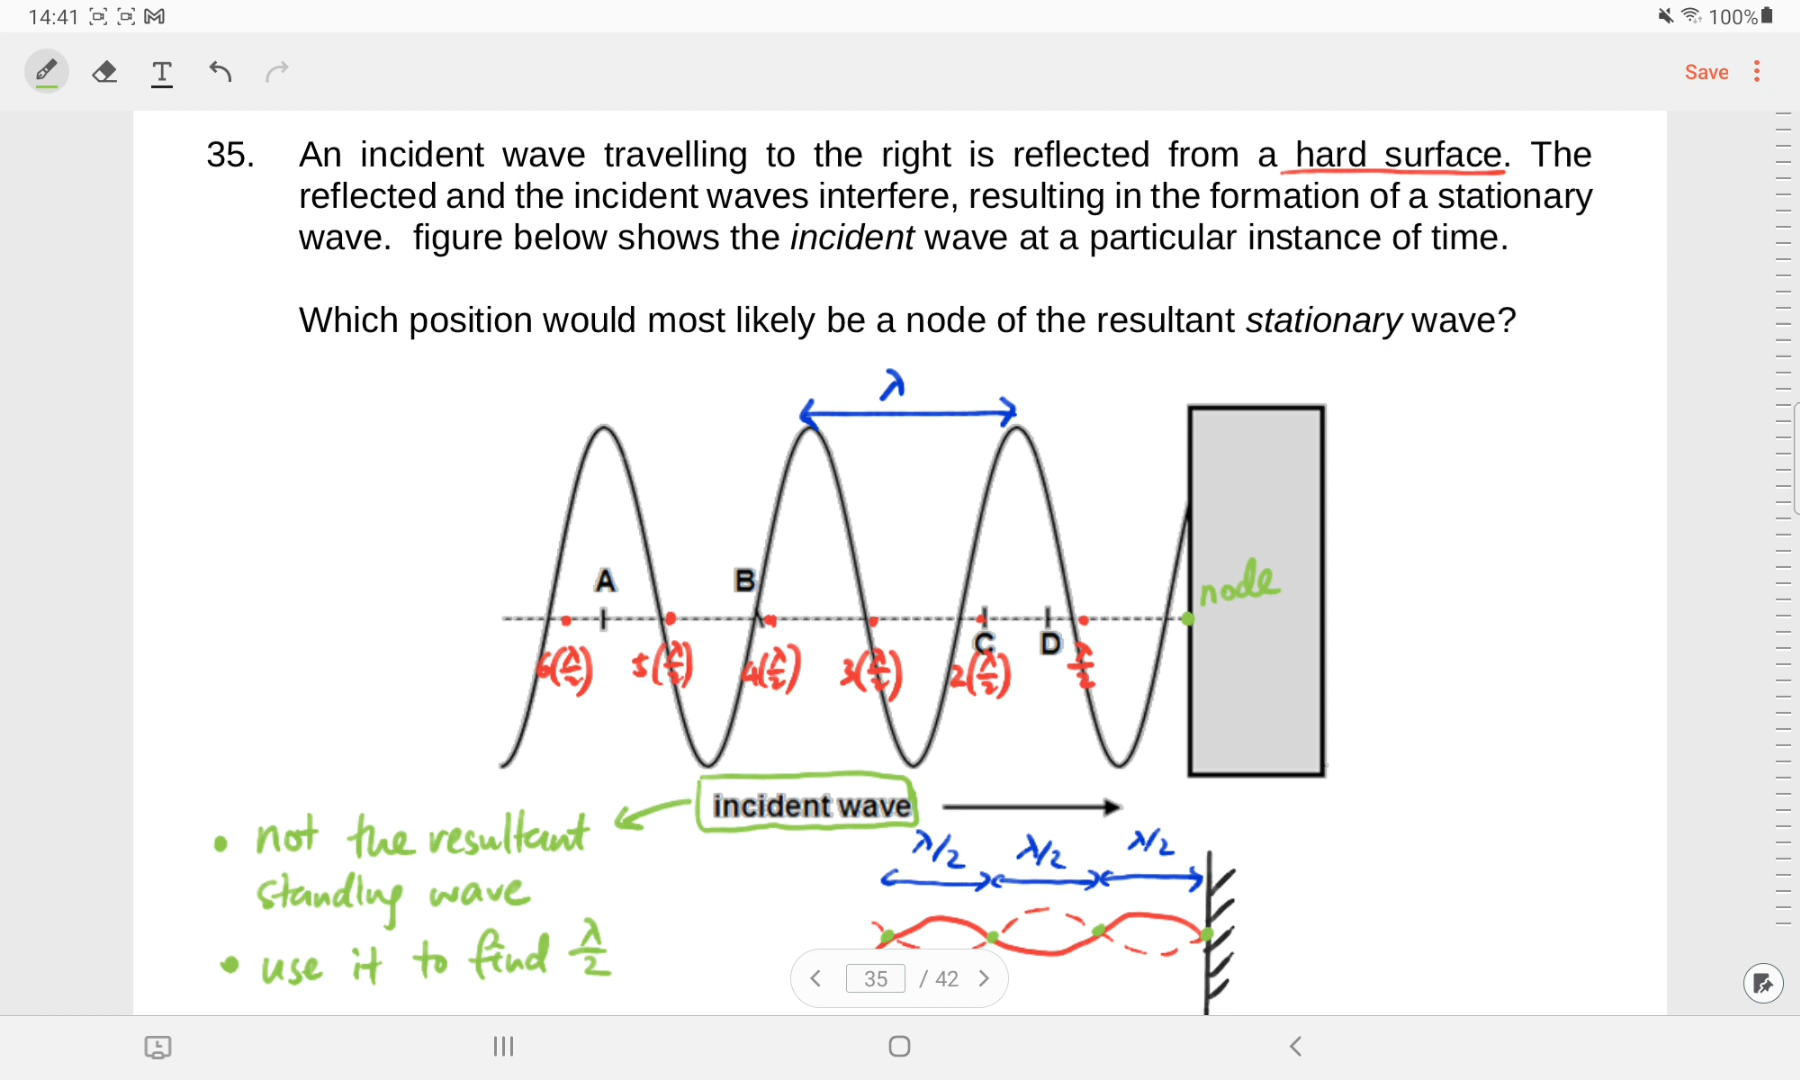 14:41
100%
T
Save
35. An incident wave travelling to the right is reflected from a hard surface. The
reflected and the incident waves interfere, resulting in the formation of a stationary
wave. figure below shows the incident wave at a particular instance of time.
Which position would most likely be a node of the resultant stationary wave?
λ
A
B
node
C
D
6(λ/2) 5(λ/2) 4(λ/2) 3(λ/2) 2(λ/2) λ/2
incident wave
• not the resultant
standing wave
λ/2 λ/2 λ/2
• use it to find λ/2
35 / 42